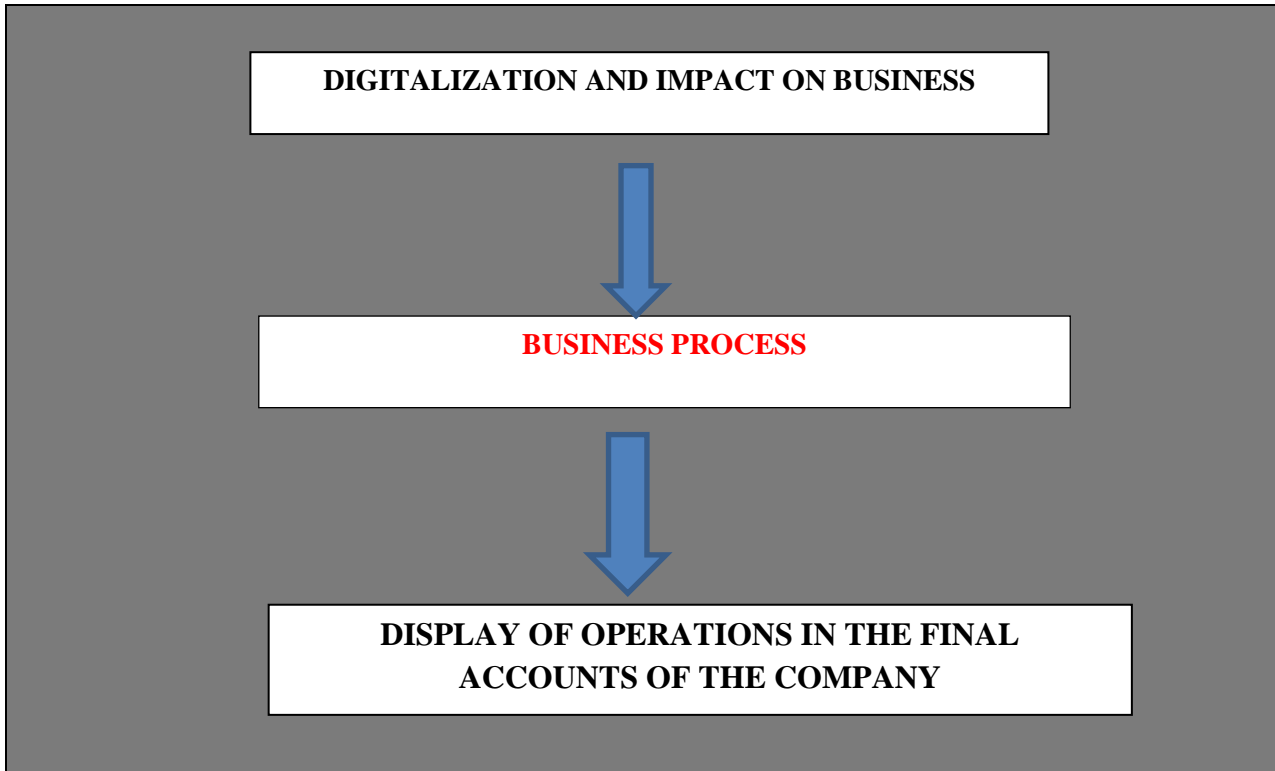 DIGITALIZATION AND IMPACT ON BUSINESS
BUSINESS PROCESS
DISPLAY OF OPERATIONS IN THE FINAL
ACCOUNTS OF THE COMPANY